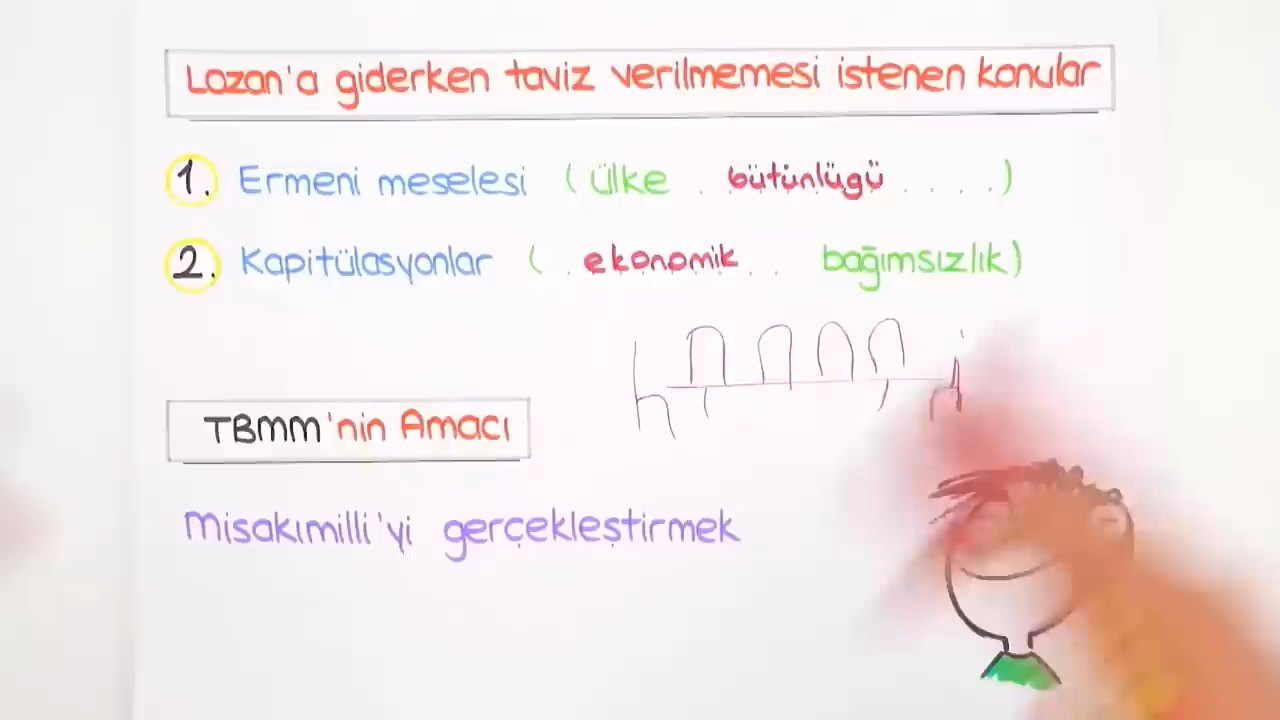 Lozan'a giderken taviz verilmemesi istenen konular
1. Ermeni meselesi (ülke . bütünlügü . . . .)
2. Kapitülasyonlar ( . ekonomik . . bağımsızlık)
TBMM'nin Amacı
Misakımilli'yi gerçekleştirmek